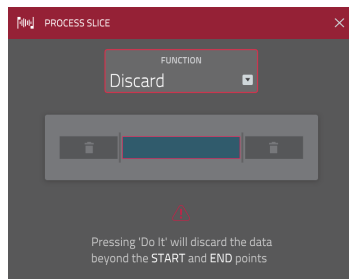 PROCESS SLICE
FUNCTION
Discard
Pressing 'Do It' will discard the data
beyond the START and END points